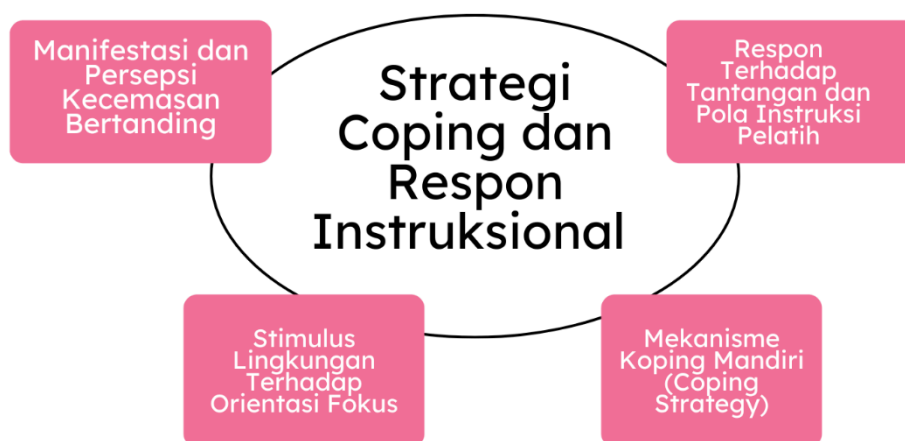 Manifestasi dan
Persepsi
Kecemasan
Bertanding
Strategi
Coping dan
Respon
Instruksional
Respon
Terhadap
Tantangan dan
Pola Instruksi
Pelatih
Stimulus
Lingkungan
Terhadap
Orientasi Fokus
Mekanisme
Koping Mandiri
(Coping
Strategy)